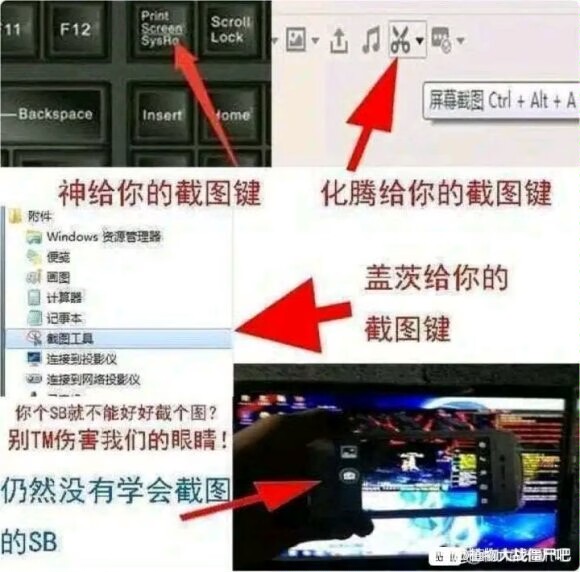 F11
F12
Print
Screen
SysRq
Scroll
Lock
Backspace
Insert
Home
屏幕截图 Ctrl + Alt + A
神给你的截图键
化腾给你的截图键
附件
Windows 资源管理器
便笺
画图
计算器
记事本
截图工具
连接到投影仪
连接到网络投影仪
盖茨给你的
截图键
你个SB就不能好好截个图?
别TM伤害我们的眼睛!
仍然没有学会截图
的SB
植物大战僵尸吧